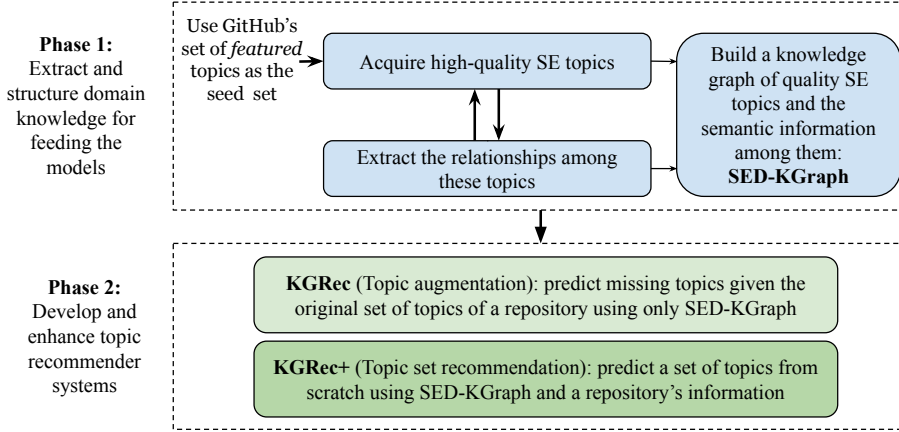 Phase 1:
Extract and
structure domain
knowledge for
feeding the
models
Use GitHub's
set of featured
topics as the
seed set
Acquire high-quality SE topics
Extract the relationships among
these topics
Build a knowledge
graph of quality SE
topics and the
semantic information
among them:
SED-KGraph
Phase 2:
Develop and
enhance topic
recommender
systems
KGRec (Topic augmentation): predict missing topics given the
original set of topics of a repository using only SED-KGraph
KGRec+ (Topic set recommendation): predict a set of topics from
scratch using SED-KGraph and a repository's information